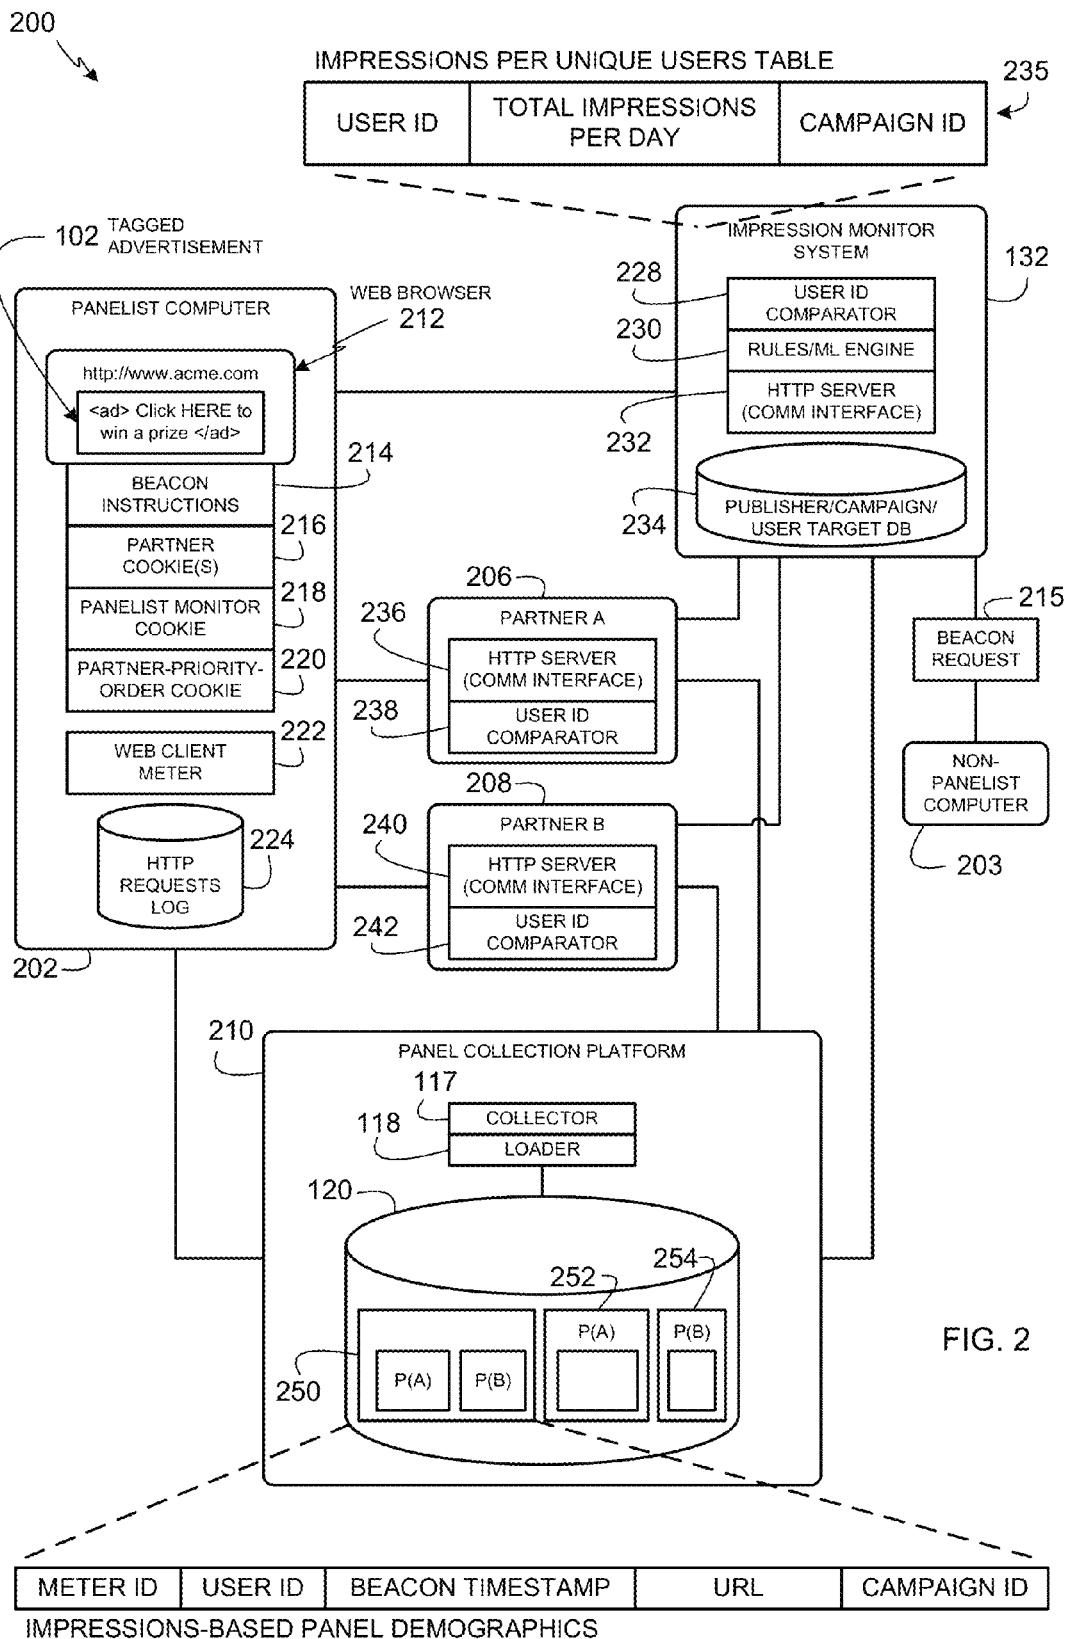 200
IMPRESSIONS PER UNIQUE USERS TABLE
235
USER ID
TOTAL IMPRESSIONS
PER DAY
CAMPAIGN ID
102
TAGGED
ADVERTISEMENT
PANELIST COMPUTER
WEB BROWSER
212
http://www.acme.com
<ad> Click HERE to
win a prize </ad>
BEACON
INSTRUCTIONS
214
PARTNER
COOKIE(S)
216
PANELIST MONITOR
COOKIE
218
PARTNER-PRIORITY-
ORDER COOKIE
220
WEB CLIENT
METER
222
HTTP
REQUESTS
LOG
224
202
IMPRESSION MONITOR
SYSTEM
132
228
USER ID
COMPARATOR
230
RULES/ML ENGINE
HTTP SERVER
(COMM INTERFACE)
232
234
PUBLISHER/CAMPAIGN/
USER TARGET DB
206
PARTNER A
236
HTTP SERVER
(COMM INTERFACE)
238
USER ID
COMPARATOR
208
PARTNER B
240
HTTP SERVER
(COMM INTERFACE)
242
USER ID
COMPARATOR
215
BEACON
REQUEST
NON-
PANELIST
COMPUTER
203
210
PANEL COLLECTION PLATFORM
117
COLLECTOR
118
LOADER
120
252
254
P(A)
P(B)
250
P(A)
P(B)
FIG. 2
METER ID
USER ID
BEACON TIMESTAMP
URL
CAMPAIGN ID
IMPRESSIONS-BASED PANEL DEMOGRAPHICS